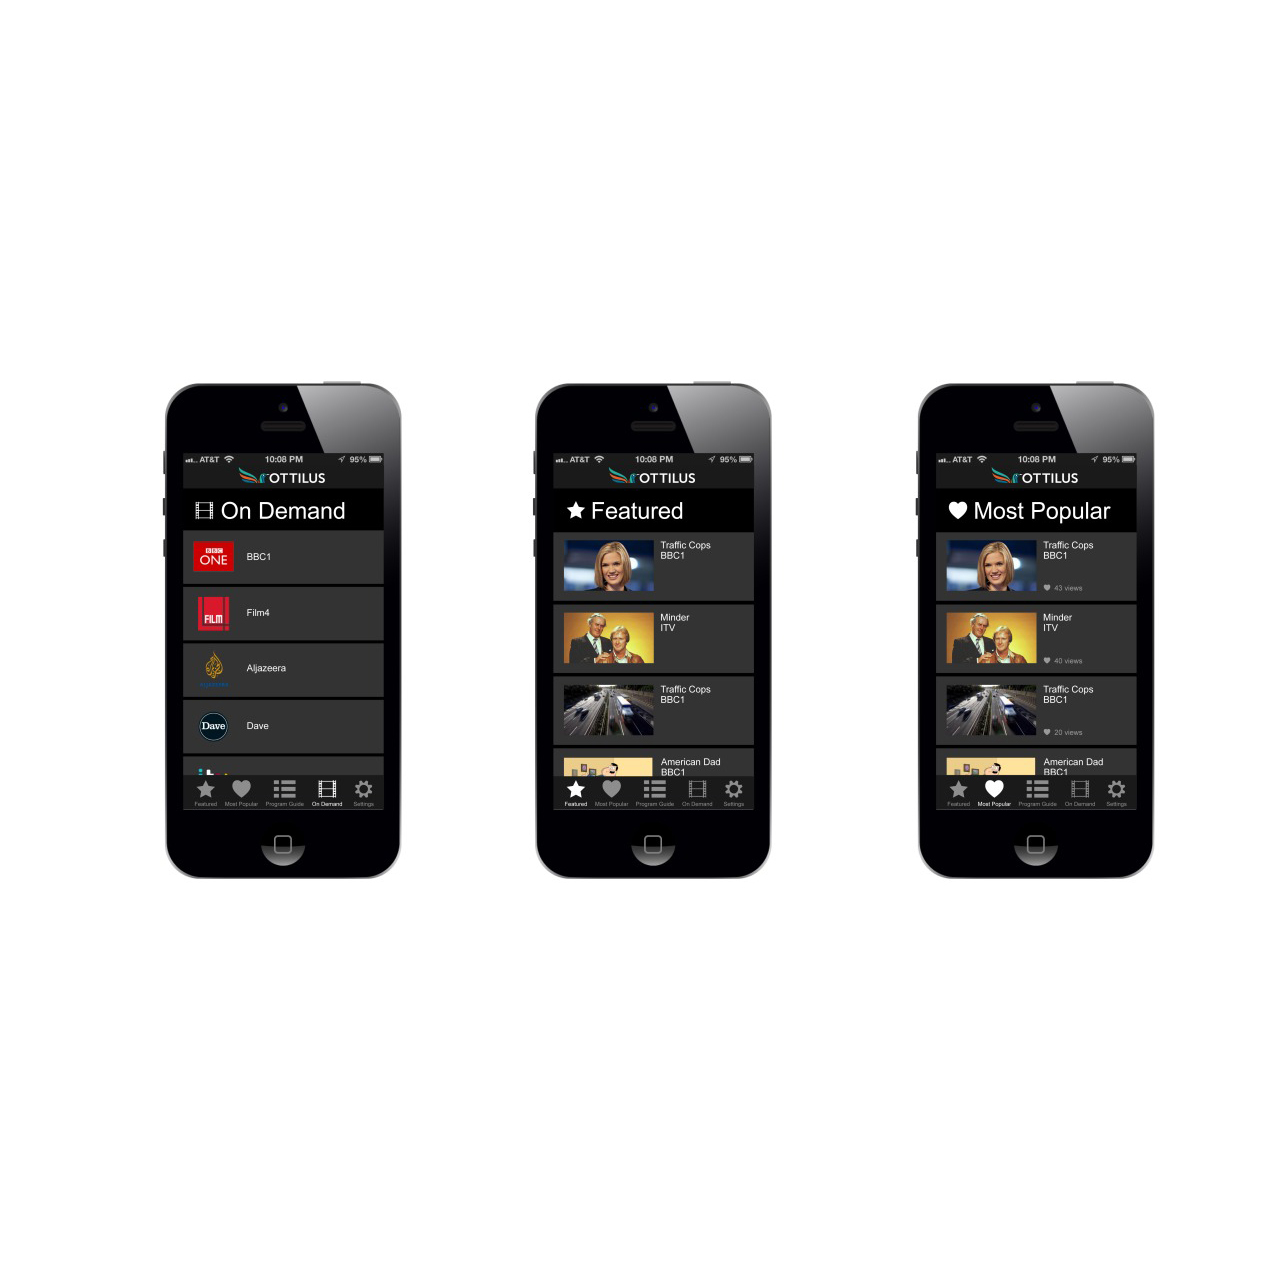 AT&T 10:08 PM 95%
OTTILUS
On Demand
BBC ONE
BBC1
FILM
Film4
Aljazeera
Dave
Dave
Featured Most Popular Program Guide On Demand Settings
AT&T 10:08 PM 95%
OTTILUS
Featured
Traffic Cops
BBC1
Minder
ITV
Traffic Cops
BBC1
American Dad
BBC1
Featured Most Popular Program Guide On Demand Settings
AT&T 10:08 PM 95%
OTTILUS
Most Popular
Traffic Cops
BBC1
43 views
Minder
ITV
40 views
Traffic Cops
BBC1
20 views
American Dad
BBC1
Featured Most Popular Program Guide On Demand Settings